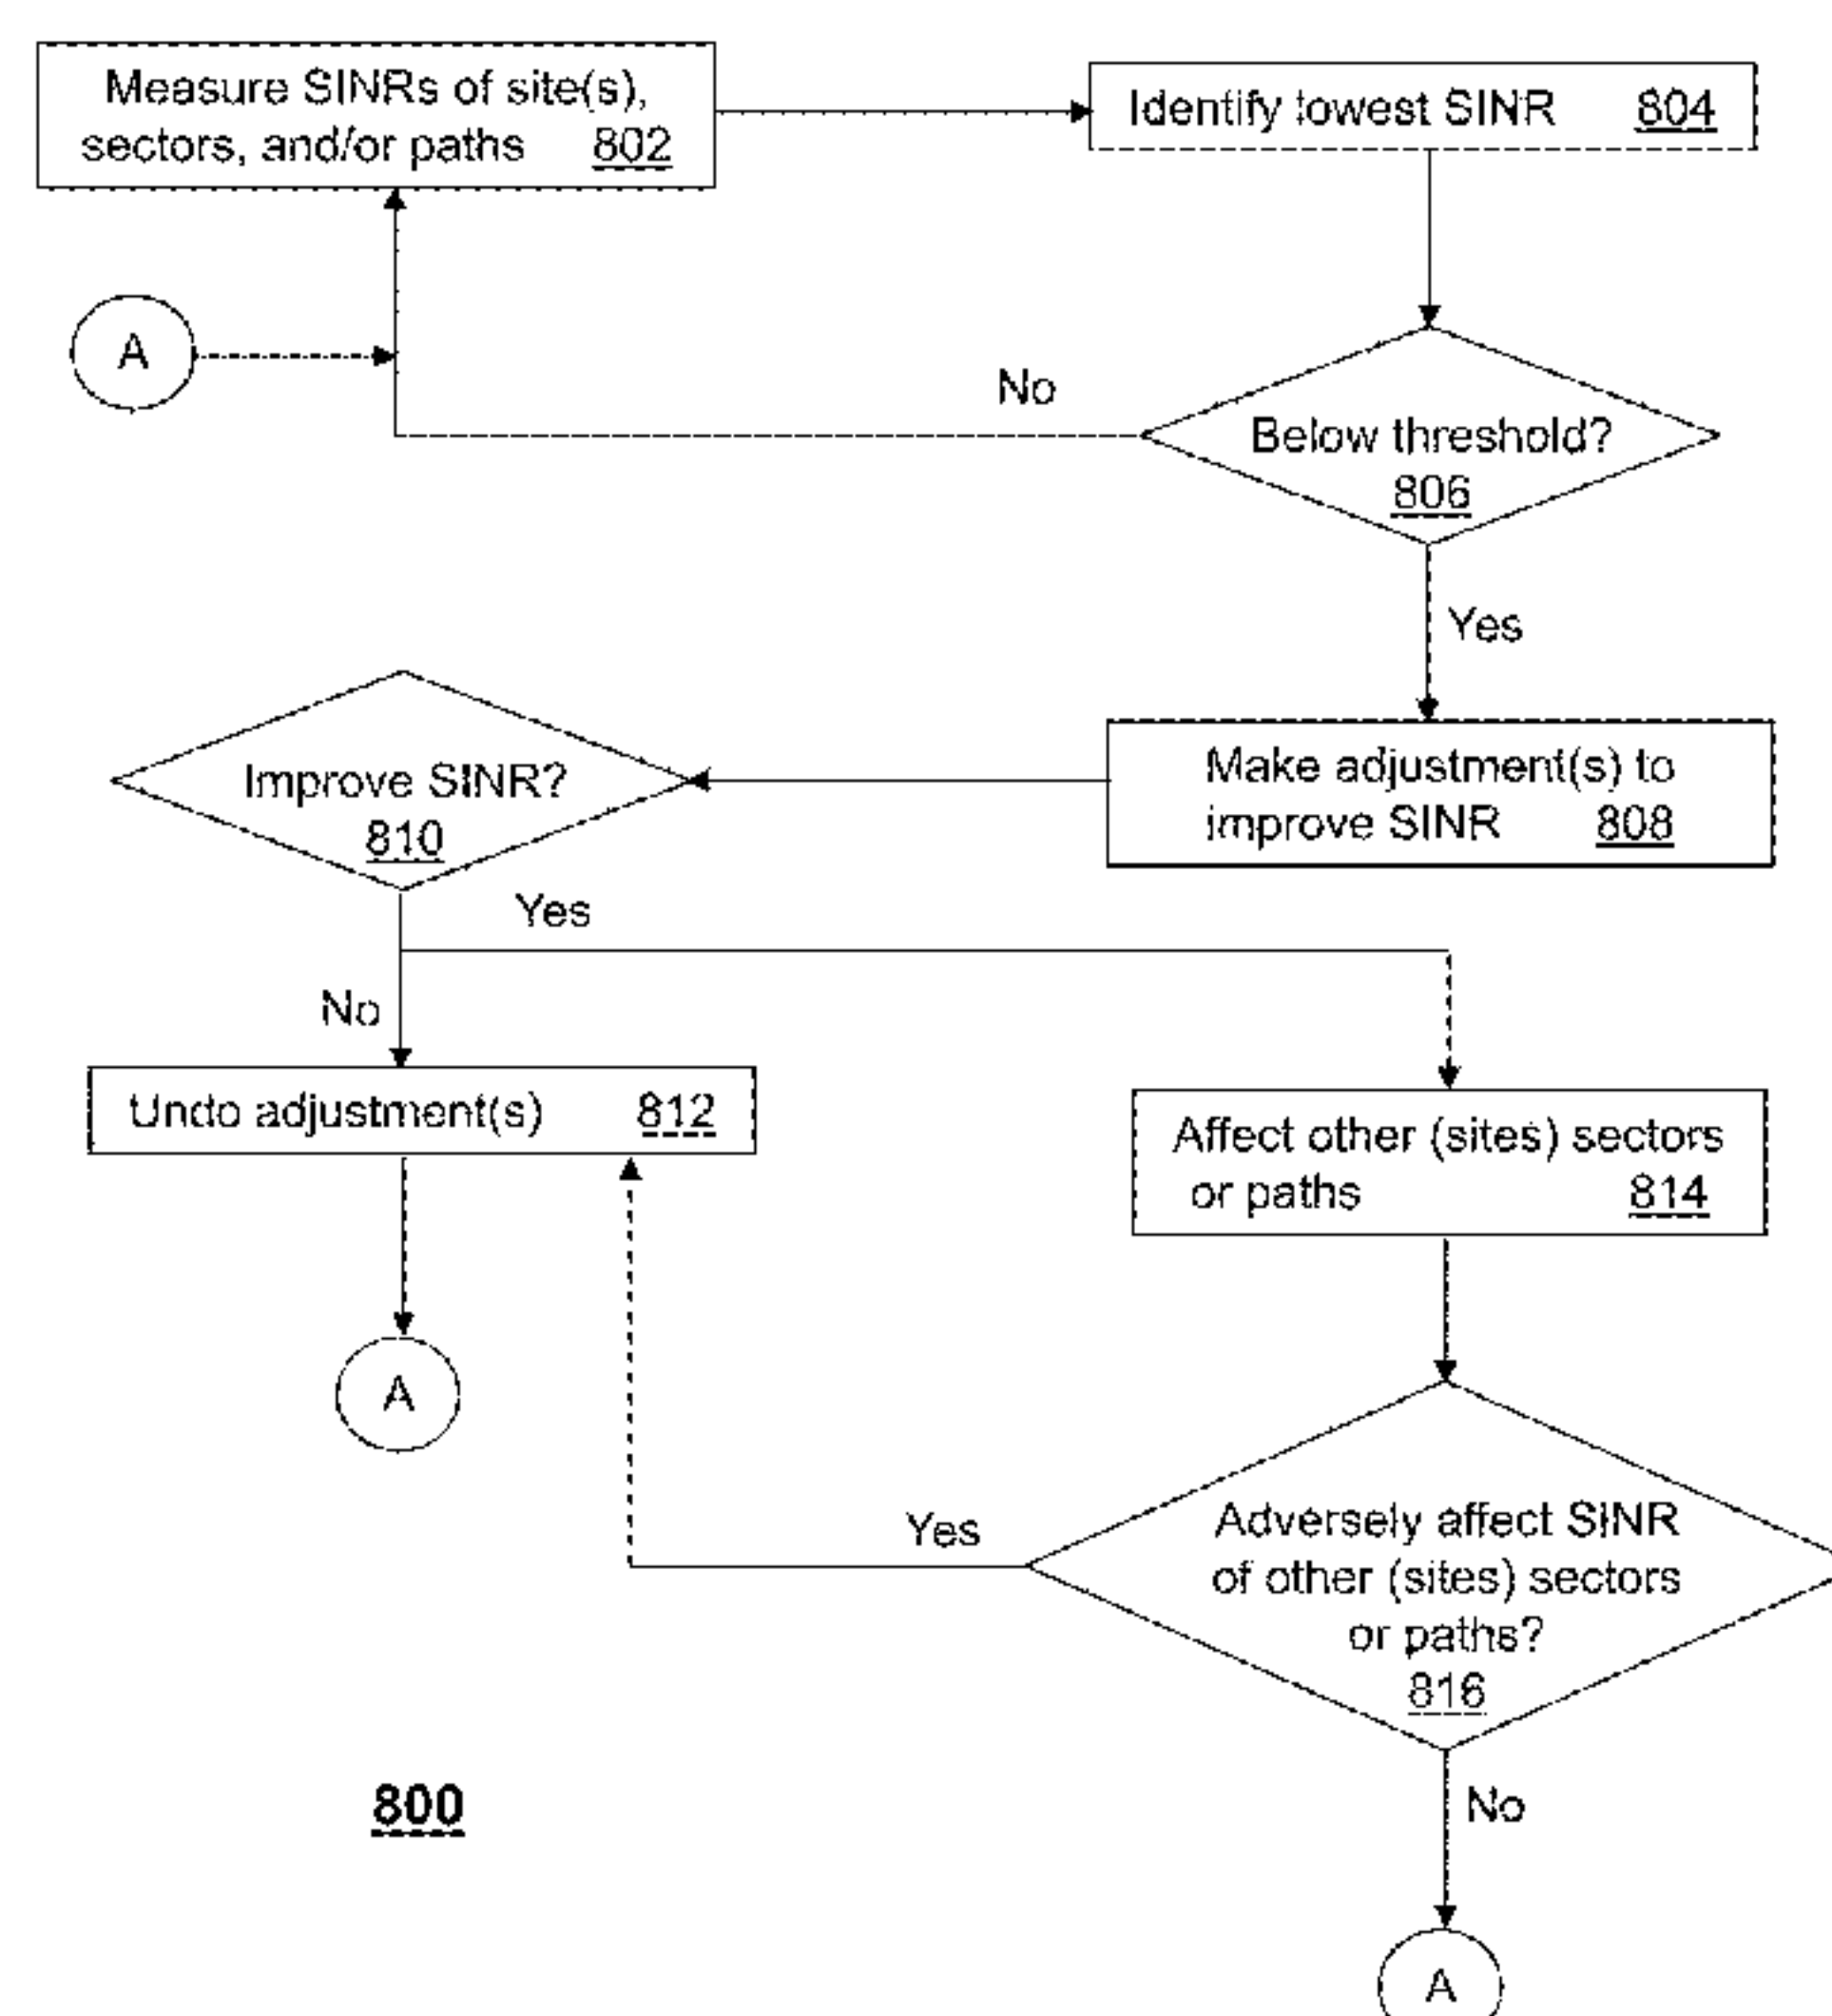 Measure SINRs of site(s),
sectors, and/or paths 802
Identify lowest SINR 804
A
No
Below threshold?
806
Yes
Improve SINR?
810
Make adjustment(s) to
improve SINR 808
Yes
No
Undo adjustment(s) 812
Affect other (sites) sectors
or paths 814
A
Yes
Adversely affect SINR
of other (sites) sectors
or paths?
816
800
No
A